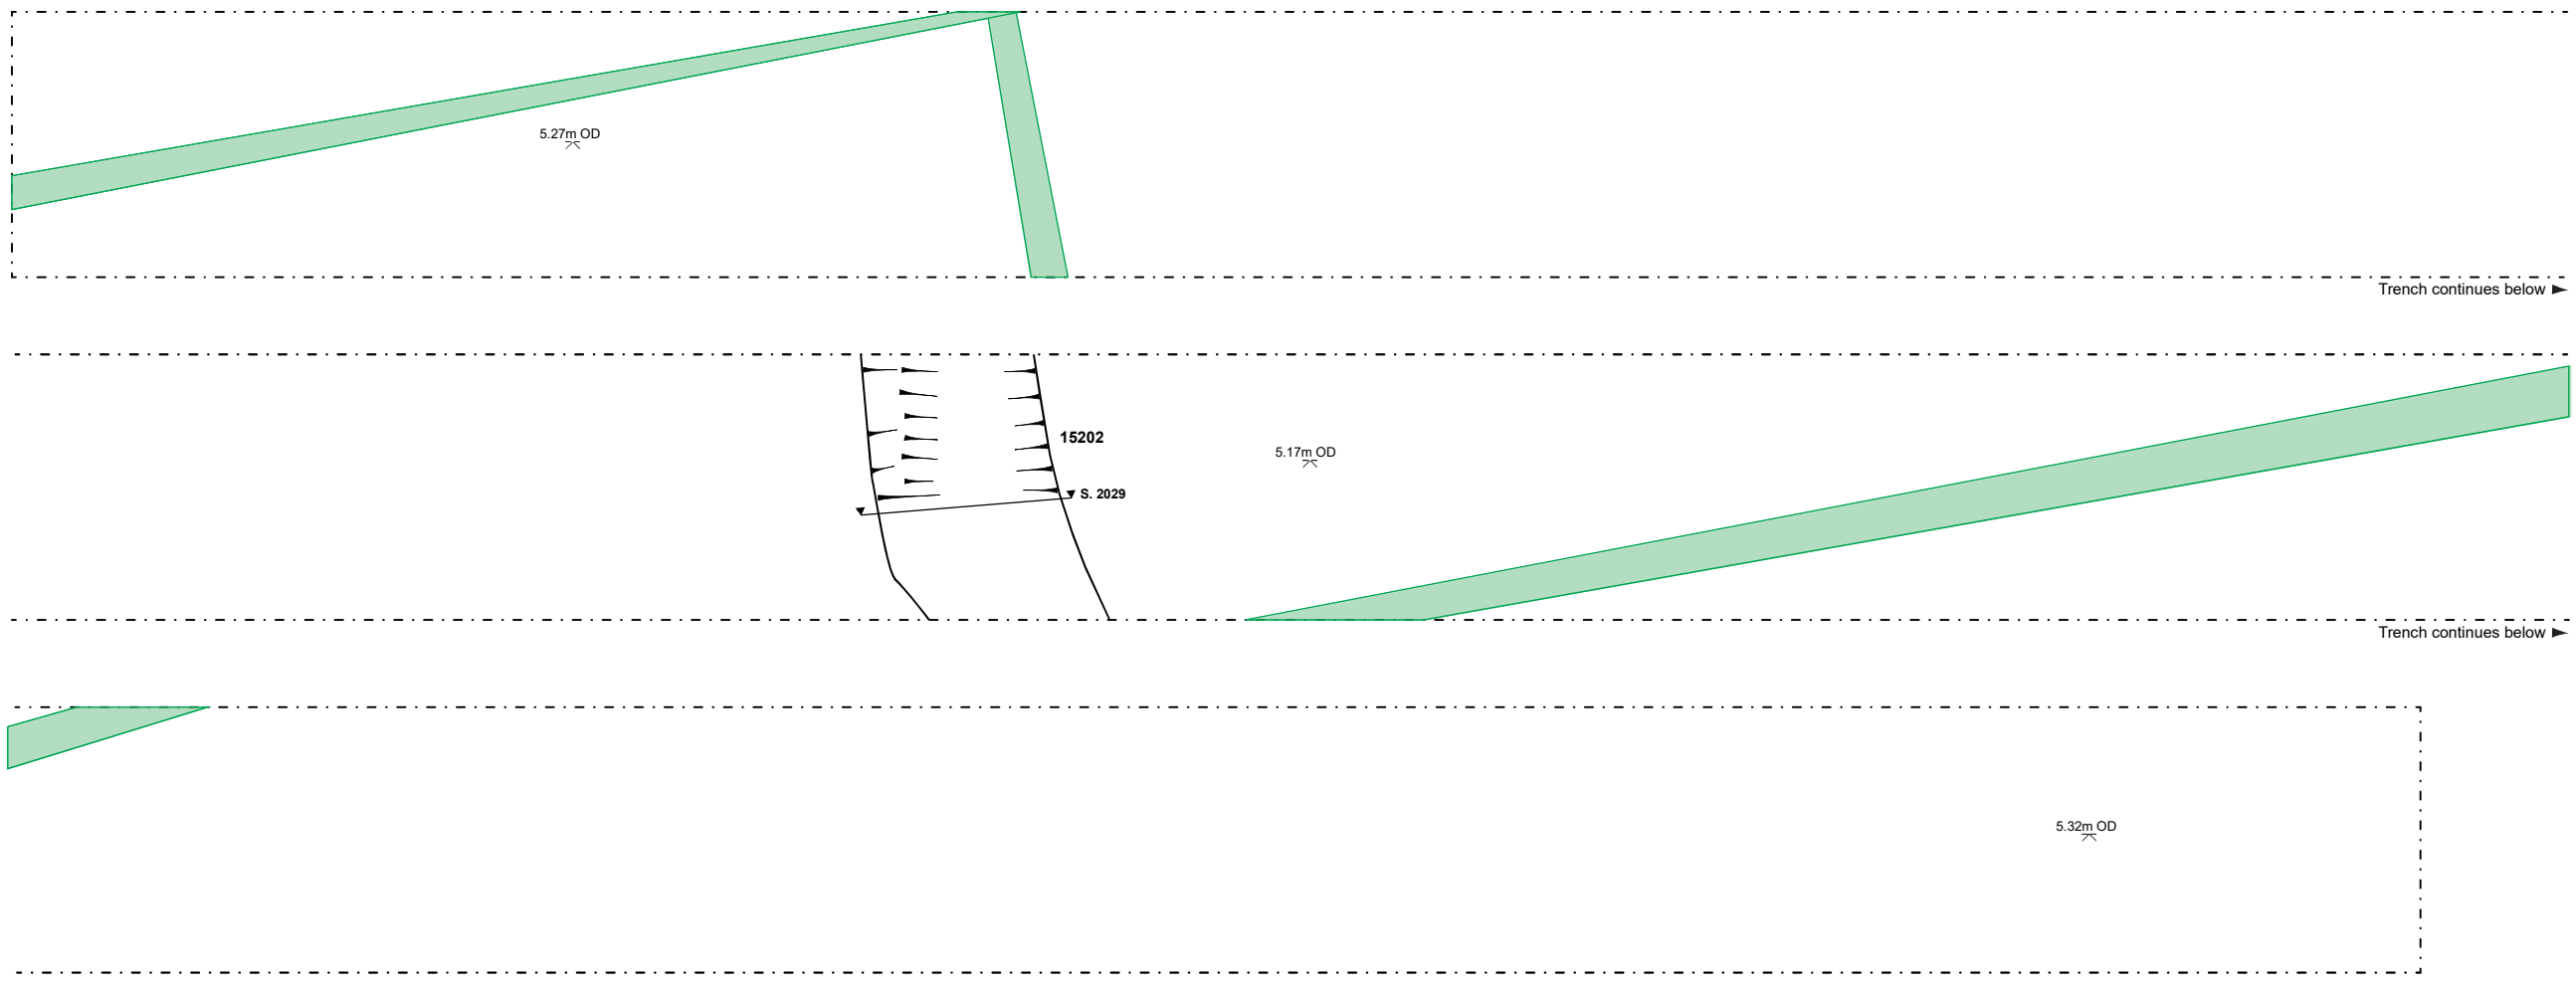 5.27m OD
Trench continues below
15202
5.17m OD
S. 2029
Trench continues below
5.32m OD